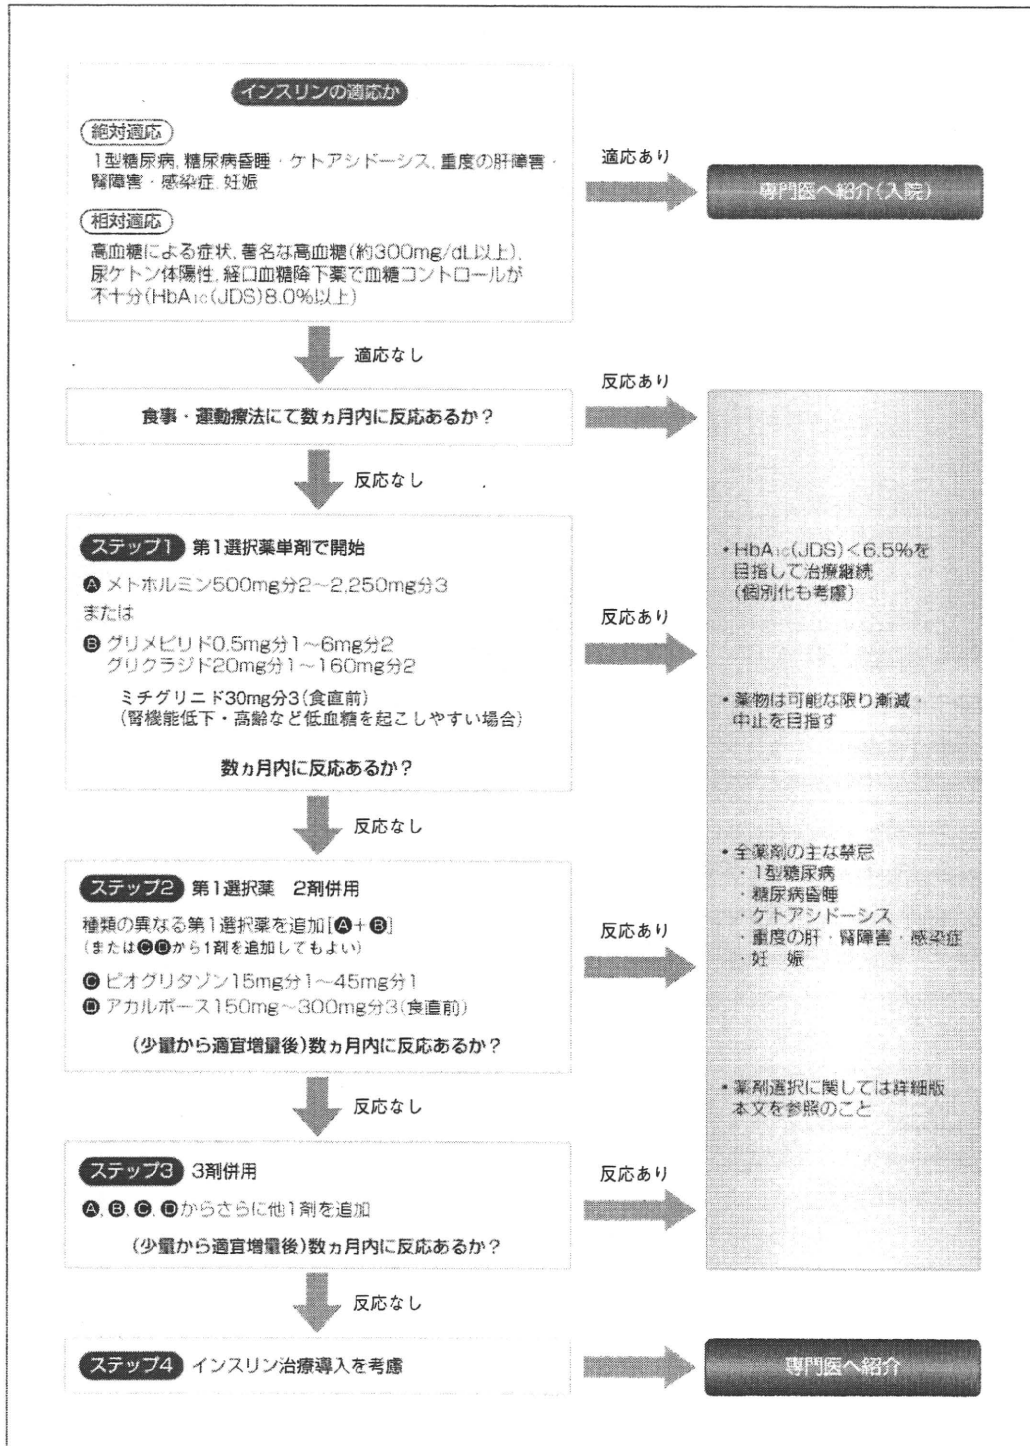 インスリンの適応か
絶対適応
1型糖尿病, 糖尿病昏睡・ケトアシドーシス, 重度の肝障害・
腎障害・感染症, 妊娠
相対適応
高血糖による症状, 著名な高血糖(約300mg/dL以上),
尿ケトン体陽性, 経口血糖降下薬で血糖コントロールが
不十分(HbA1C(JDS)8.0%以上)
適応あり
専門医へ紹介(入院)
適応なし
食事・運動療法にて数ヵ月内に反応あるか?
反応あり
反応なし
ステップ1 第1選択薬単剤で開始
A メトホルミン500mg分2~2,250mg分3
または
B グリメピリド0.5mg分1~6mg分2
グリクラジド20mg分1~160mg分2
ミチグリニド30mg分3(食直前)
(腎機能低下・高齢など低血糖を起こしやすい場合)
数ヵ月内に反応あるか?
反応あり
反応なし
ステップ2 第1選択薬 2剤併用
種類の異なる第1選択薬を追加[A+B]
(またはCDから1剤を追加してもよい)
C ピオグリタゾン15mg分1~45mg分1
D アカルボース150mg~300mg分3(食直前)
(少量から適宜増量後)数ヵ月内に反応あるか?
反応あり
反応なし
ステップ3 3剤併用
A, B, C, Dからさらに他1剤を追加
(少量から適宜増量後)数ヵ月内に反応あるか?
反応あり
反応なし
ステップ4 インスリン治療導入を考慮
専門医へ紹介
・HbA1C(JDS)<6.5%を
目指して治療継続
(個別化も考慮)
・薬物は可能な限り漸減・
中止を目指す
・全薬剤の主な禁忌
・1型糖尿病
・糖尿病昏睡
・ケトアシドーシス
・重度の肝・腎障害・感染症
・妊 娠
・薬剤選択に関しては詳細版
本文を参照のこと